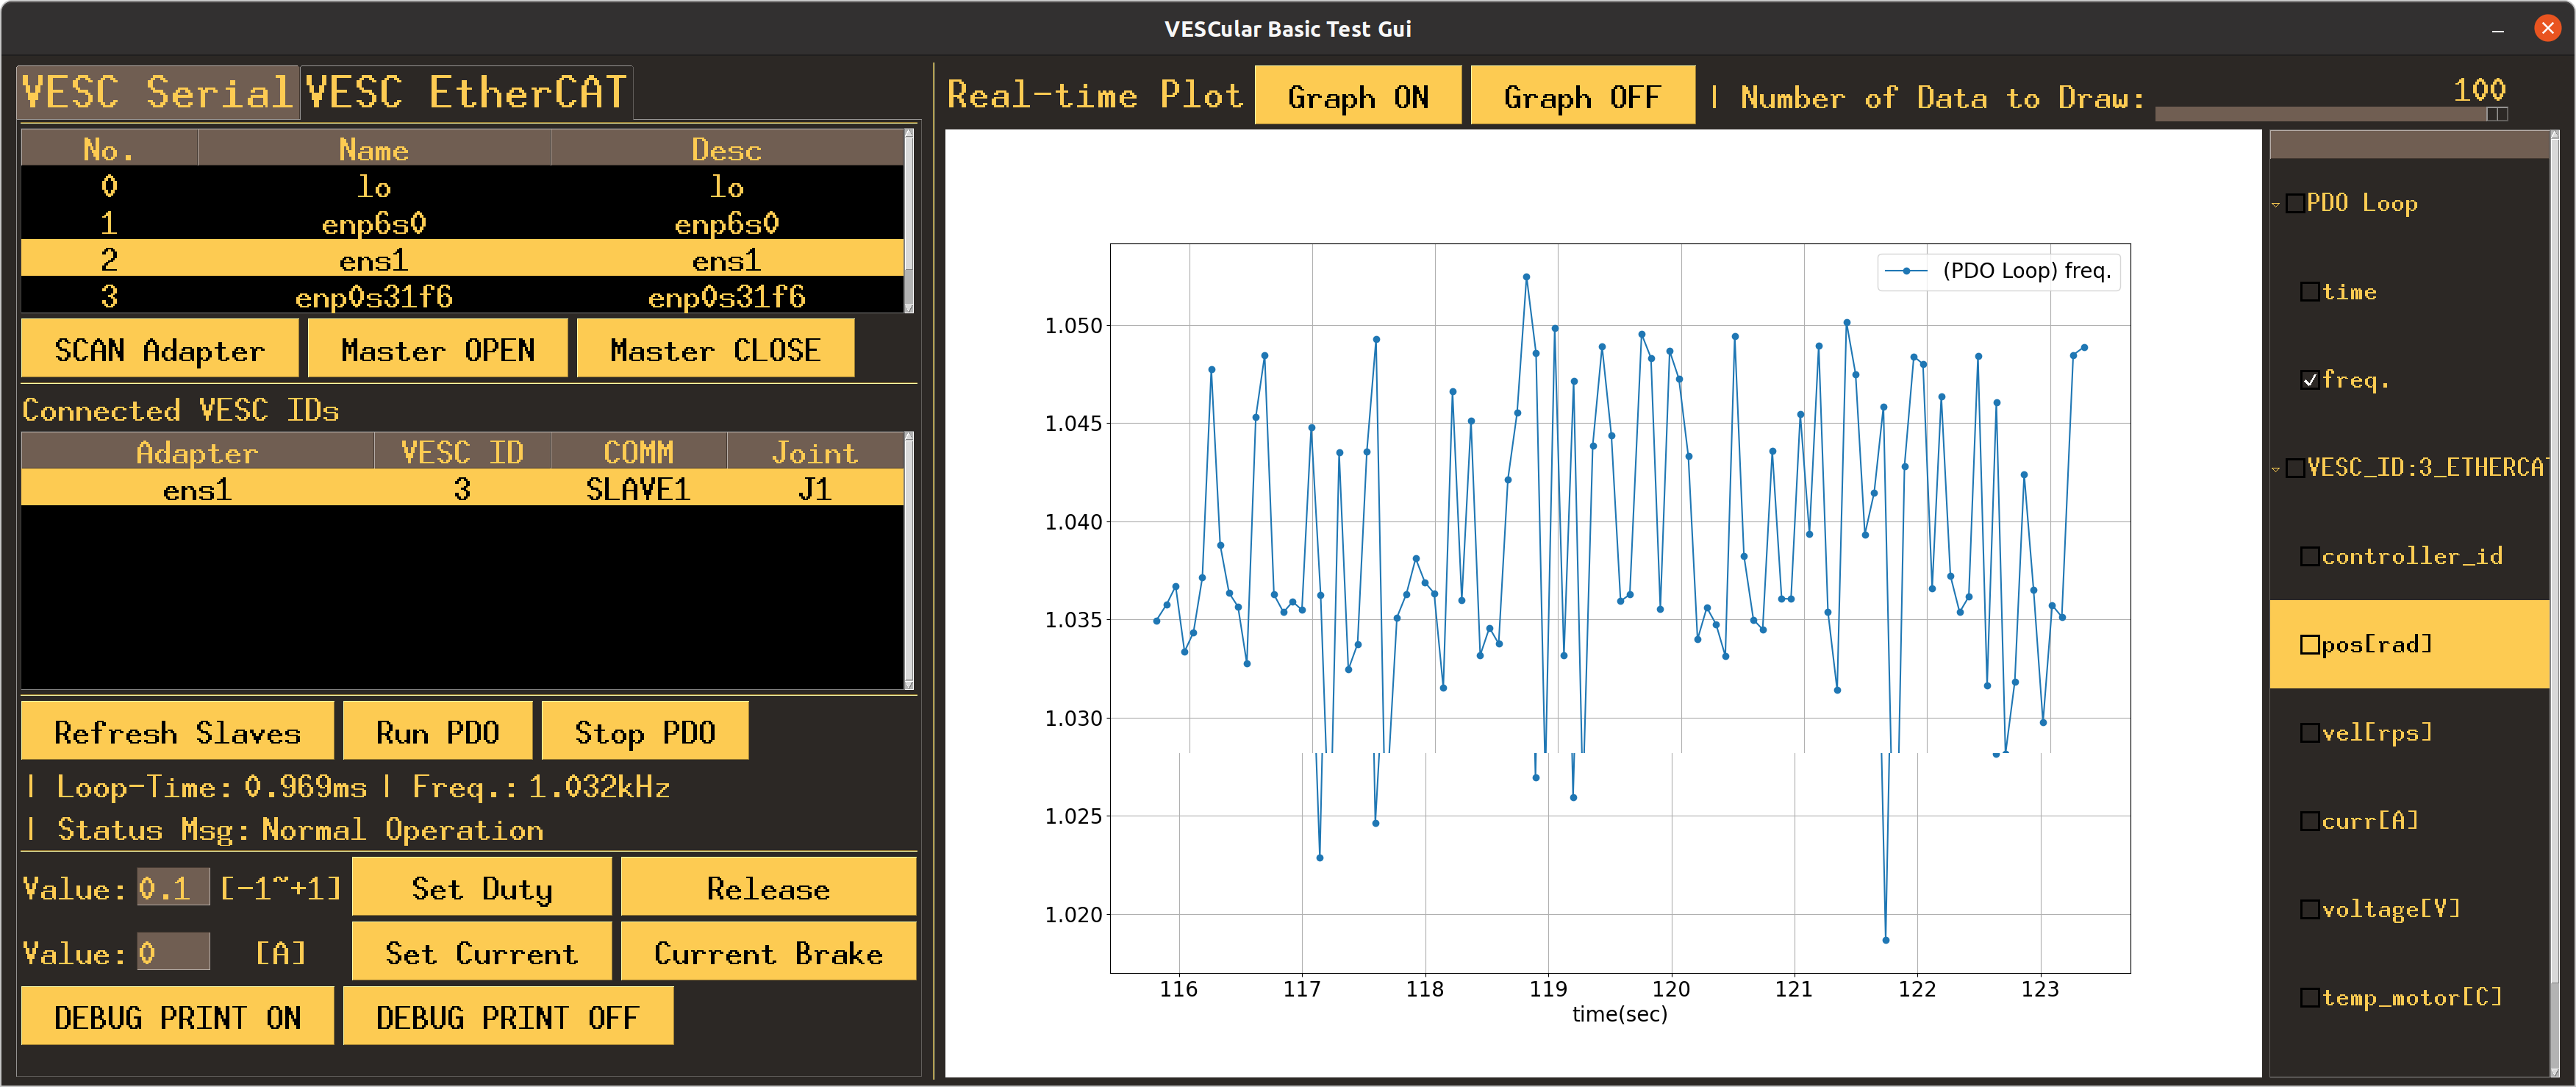 VESCular Basic Test Gui
VESC Serial VESC EtherCAT
No. Name Desc
0 lo lo
1 enp6s0 enp6s0
2 ens1 ens1
3 enp0s31f6 enp0s31f6
SCAN Adapter Master OPEN Master CLOSE
Connected VESC IDs
Adapter VESC ID COMM Joint
ens1 3 SLAVE1 J1
Refresh Slaves Run PDO Stop PDO
| Loop-Time: 0.969ms | Freq.: 1.032kHz
| Status Msg: Normal Operation
Value: 0.1 [-1~+1] Set Duty Release
Value: 0 [A] Set Current Current Brake
DEBUG PRINT ON DEBUG PRINT OFF
Real-time Plot Graph ON Graph OFF | Number of Data to Draw: 100
(PDO Loop) freq.
1.050
1.045
1.040
1.035
1.030
1.025
1.020
116 117 118 119 120 121 122 123
time(sec)
PDO Loop
time
freq.
VESC_ID:3_ETHERCAT
controller_id
pos[rad]
vel[rps]
curr[A]
voltage[V]
temp_motor[C]